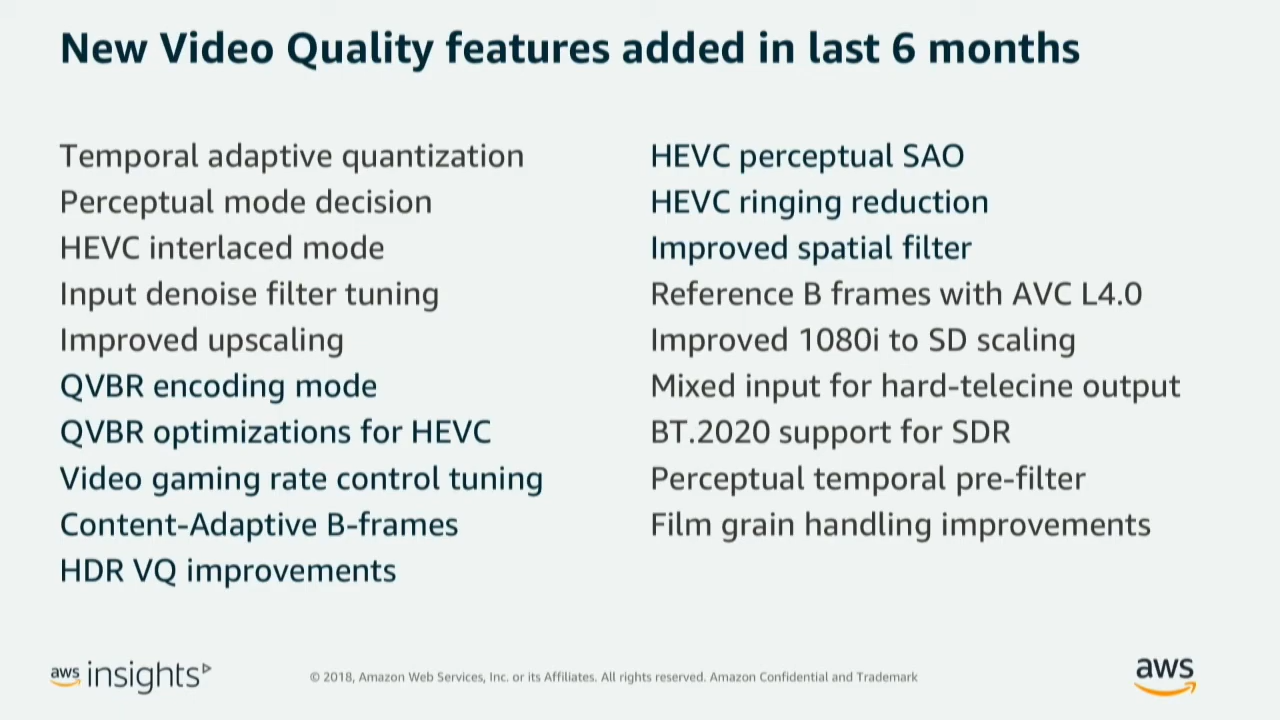 New Video Quality features added in last 6 months
Temporal adaptive quantization
Perceptual mode decision
HEVC interlaced mode
Input denoise filter tuning
Improved upscaling
QVBR encoding mode
QVBR optimizations for HEVC
Video gaming rate control tuning
Content-Adaptive B-frames
HDR VQ improvements
HEVC perceptual SAO
HEVC ringing reduction
Improved spatial filter
Reference B frames with AVC L4.0
Improved 1080i to SD scaling
Mixed input for hard-telecine output
BT.2020 support for SDR
Perceptual temporal pre-filter
Film grain handling improvements
aws insights
© 2018, Amazon Web Services, Inc. or its Affiliates. All rights reserved. Amazon Confidential and Trademark
aws